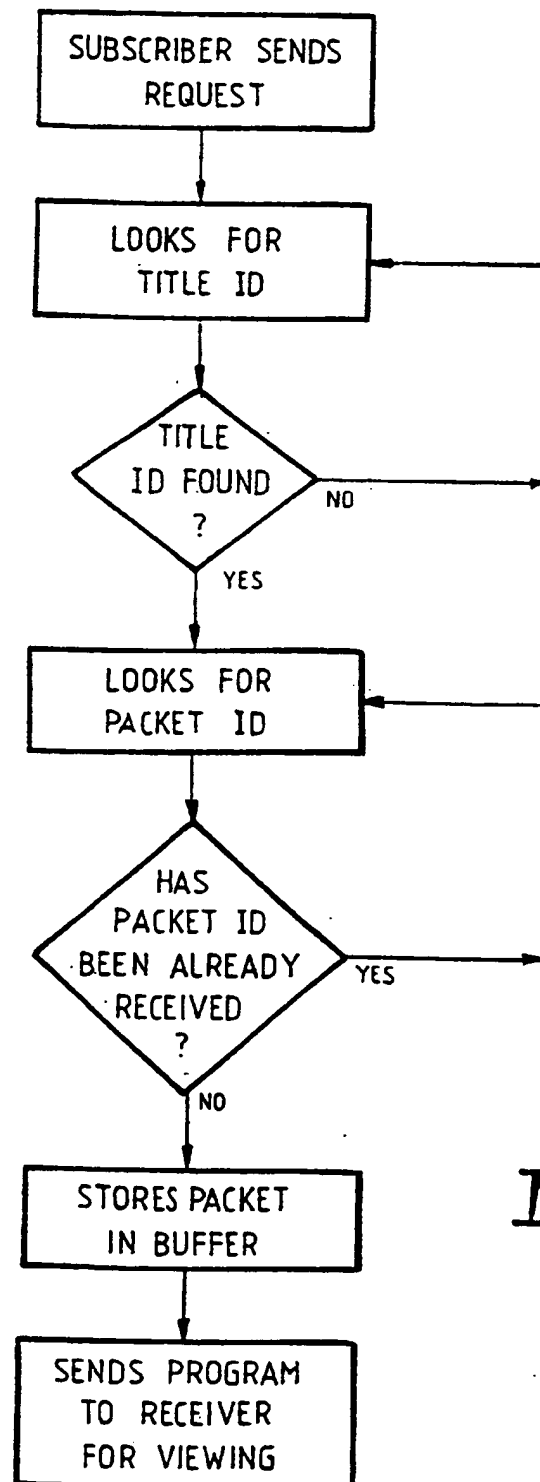 SUBSCRIBER SENDS
REQUEST
LOOKS FOR
TITLE ID
TITLE
ID FOUND
?
NO
YES
LOOKS FOR
PACKET ID
HAS
PACKET ID
BEEN ALREADY
RECEIVED
?
YES
NO
STORES PACKET
IN BUFFER
SENDS PROGRAM
TO RECEIVER
FOR VIEWING